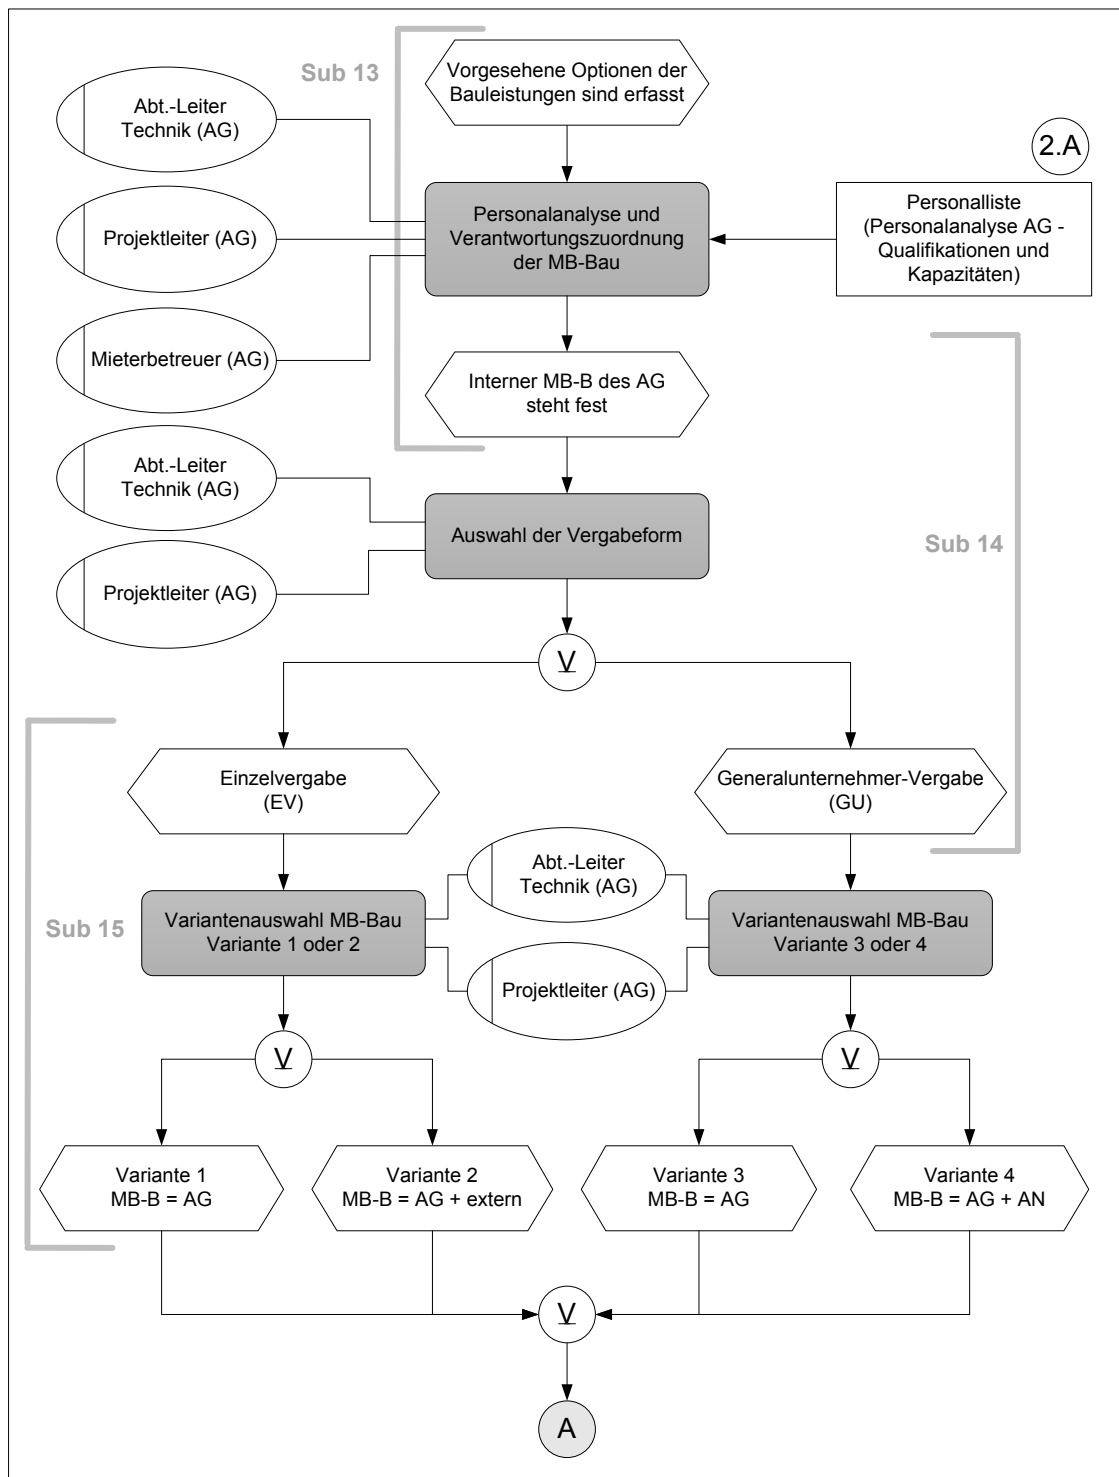 Sub 13
Vorgesehene Optionen der
Bauleistungen sind erfasst
Abt.-Leiter
Technik (AG)
2.A
Personalanalyse und
Verantwortungszuordnung
der MB-Bau
Personalliste
(Personalanalyse AG -
Qualifikationen und
Kapazitäten)
Projektleiter (AG)
Mieterbetreuer (AG)
Interner MB-B des AG
steht fest
Abt.-Leiter
Technik (AG)
Auswahl der Vergabeform
Sub 14
Projektleiter (AG)
V
Einzelvergabe
(EV)
Generalunternehmer-Vergabe
(GU)
Abt.-Leiter
Technik (AG)
Sub 15
Variantenauswahl MB-Bau
Variante 1 oder 2
Variantenauswahl MB-Bau
Variante 3 oder 4
Projektleiter (AG)
V
V
Variante 1
MB-B = AG
Variante 2
MB-B = AG + extern
Variante 3
MB-B = AG
Variante 4
MB-B = AG + AN
V
A